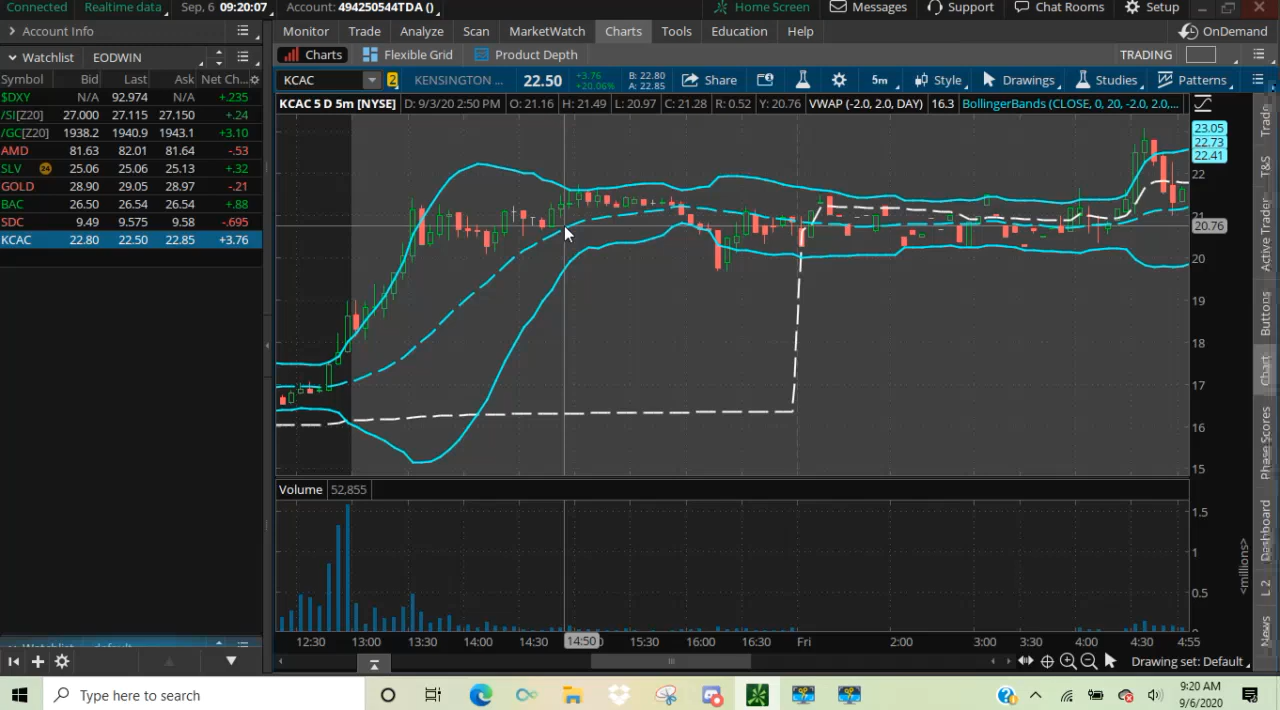 Connected Realtime data Sep, 6 09:20:07 Account: 494250544TDA () Home Screen Messages Support Chat Rooms Setup
Account Info Monitor Trade Analyze Scan MarketWatch Charts Tools Education Help OnDemand
Watchlist EODWIN Charts Flexible Grid Product Depth TRADING
Symbol Bid Last Ask Net Ch... KCAC 2 KENSINGTON ... 22.50 +3.76 +20.06% B: 22.80 A: 22.85 Share 5m Style Drawings Studies Patterns
$DXY N/A 92.974 N/A +.235
KCAC 5 D 5m [NYSE] D: 9/3/20 2:50 PM O: 21.16 H: 21.49 L: 20.97 C: 21.28 R: 0.52 Y: 20.76 VWAP (-2.0, 2.0, DAY) 16.3 BollingerBands (CLOSE, 0, 20, -2.0, 2.0,...
/SI[Z20] 27.000 27.115 27.150 +.24
/GC[Z20] 1938.2 1940.9 1943.1 +3.10
AMD 81.63 82.01 81.64 -.53
SLV 25.06 25.06 25.13 +.32
GOLD 28.90 29.05 28.97 -.21
BAC 26.50 26.54 26.54 +.88
SDC 9.49 9.575 9.58 -.695
KCAC 22.80 22.50 22.85 +3.76
23.05
22.73
22.41
22
21
20.76
20
19
18
17
16
15
Trade
T&S
Active Trader
Buttons
Chart
Phase Scores
Dashboard
L 2
News
Volume 52,855
1.5
1
0.5
<millions>
12:30 13:00 13:30 14:00 14:30 14:50 15:30 16:00 16:30 Fri 2:00 3:00 3:30 4:00 4:30 4:55
Watchlist default
Drawing set: Default
Type here to search
9:20 AM
9/6/2020